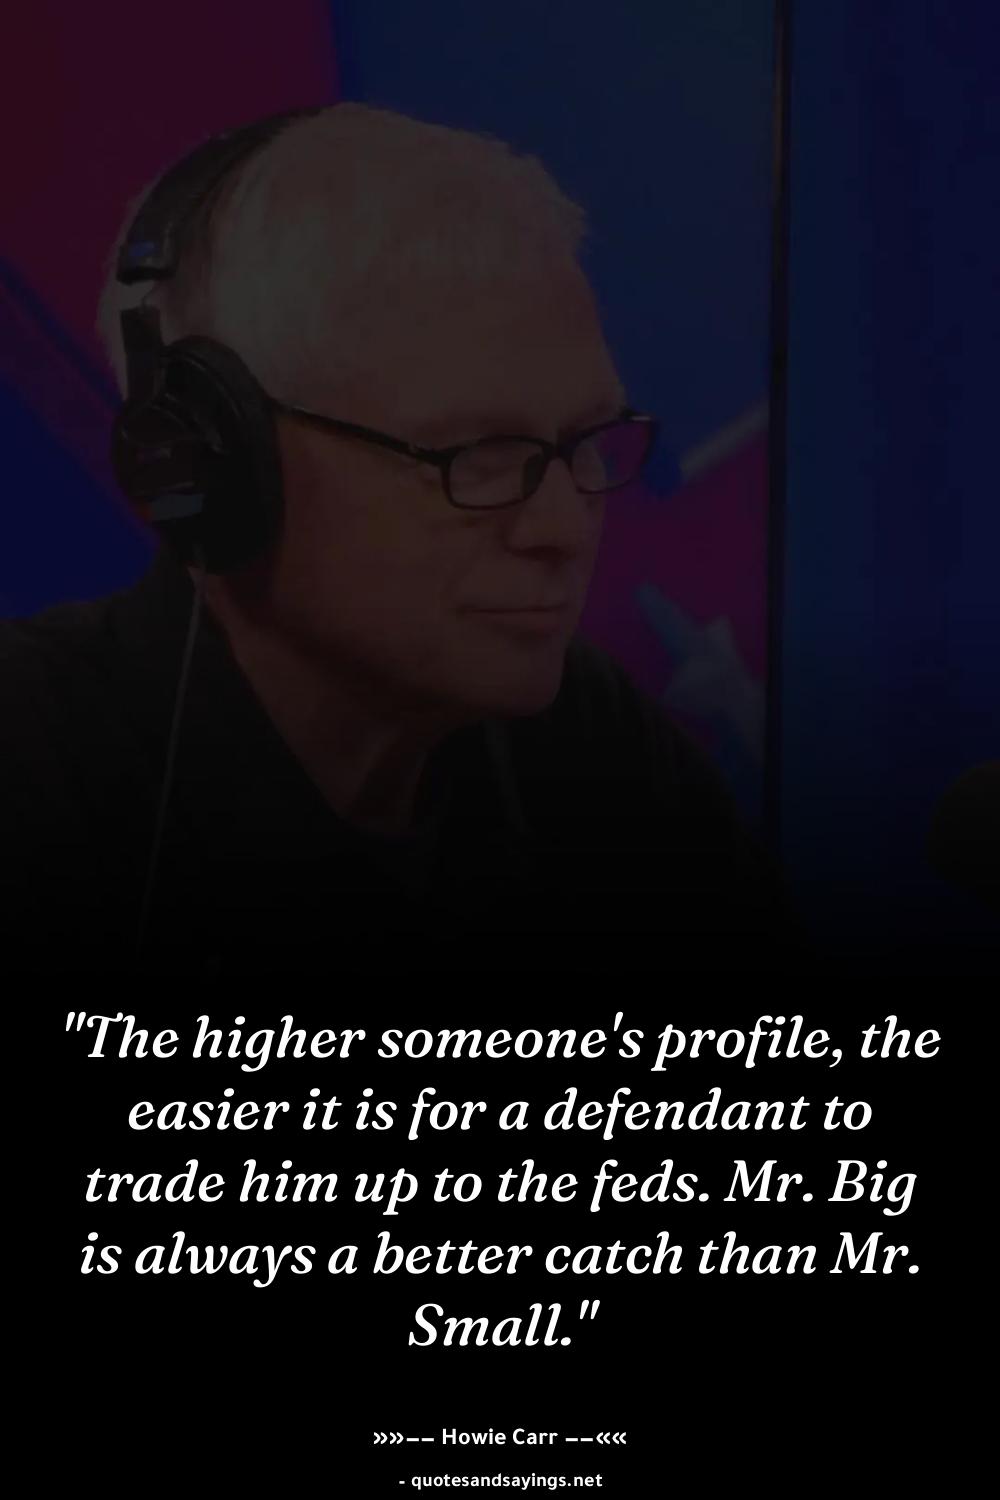 "The higher someone's profile, the
easier it is for a defendant to
trade him up to the feds. Mr. Big
is always a better catch than Mr.
Small."
»»−− Howie Carr −−««
- quotesandsayings.net